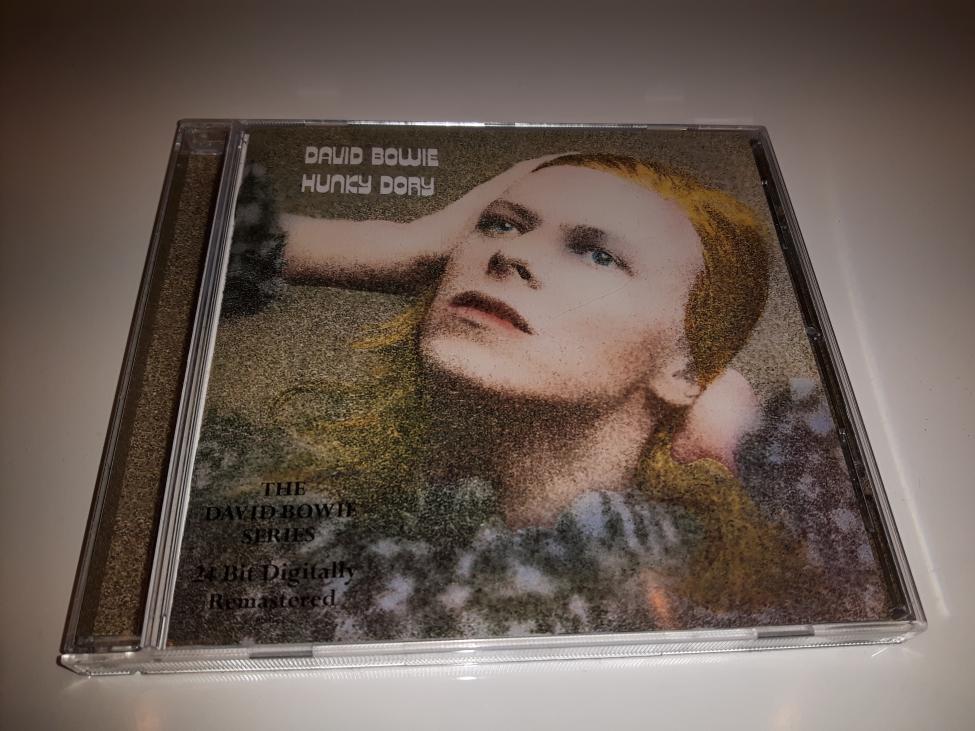 DAVID BOWIE
HUNKY DORY
THE
DAVID BOWIE
SERIES
24 Bit Digitally
Remastered